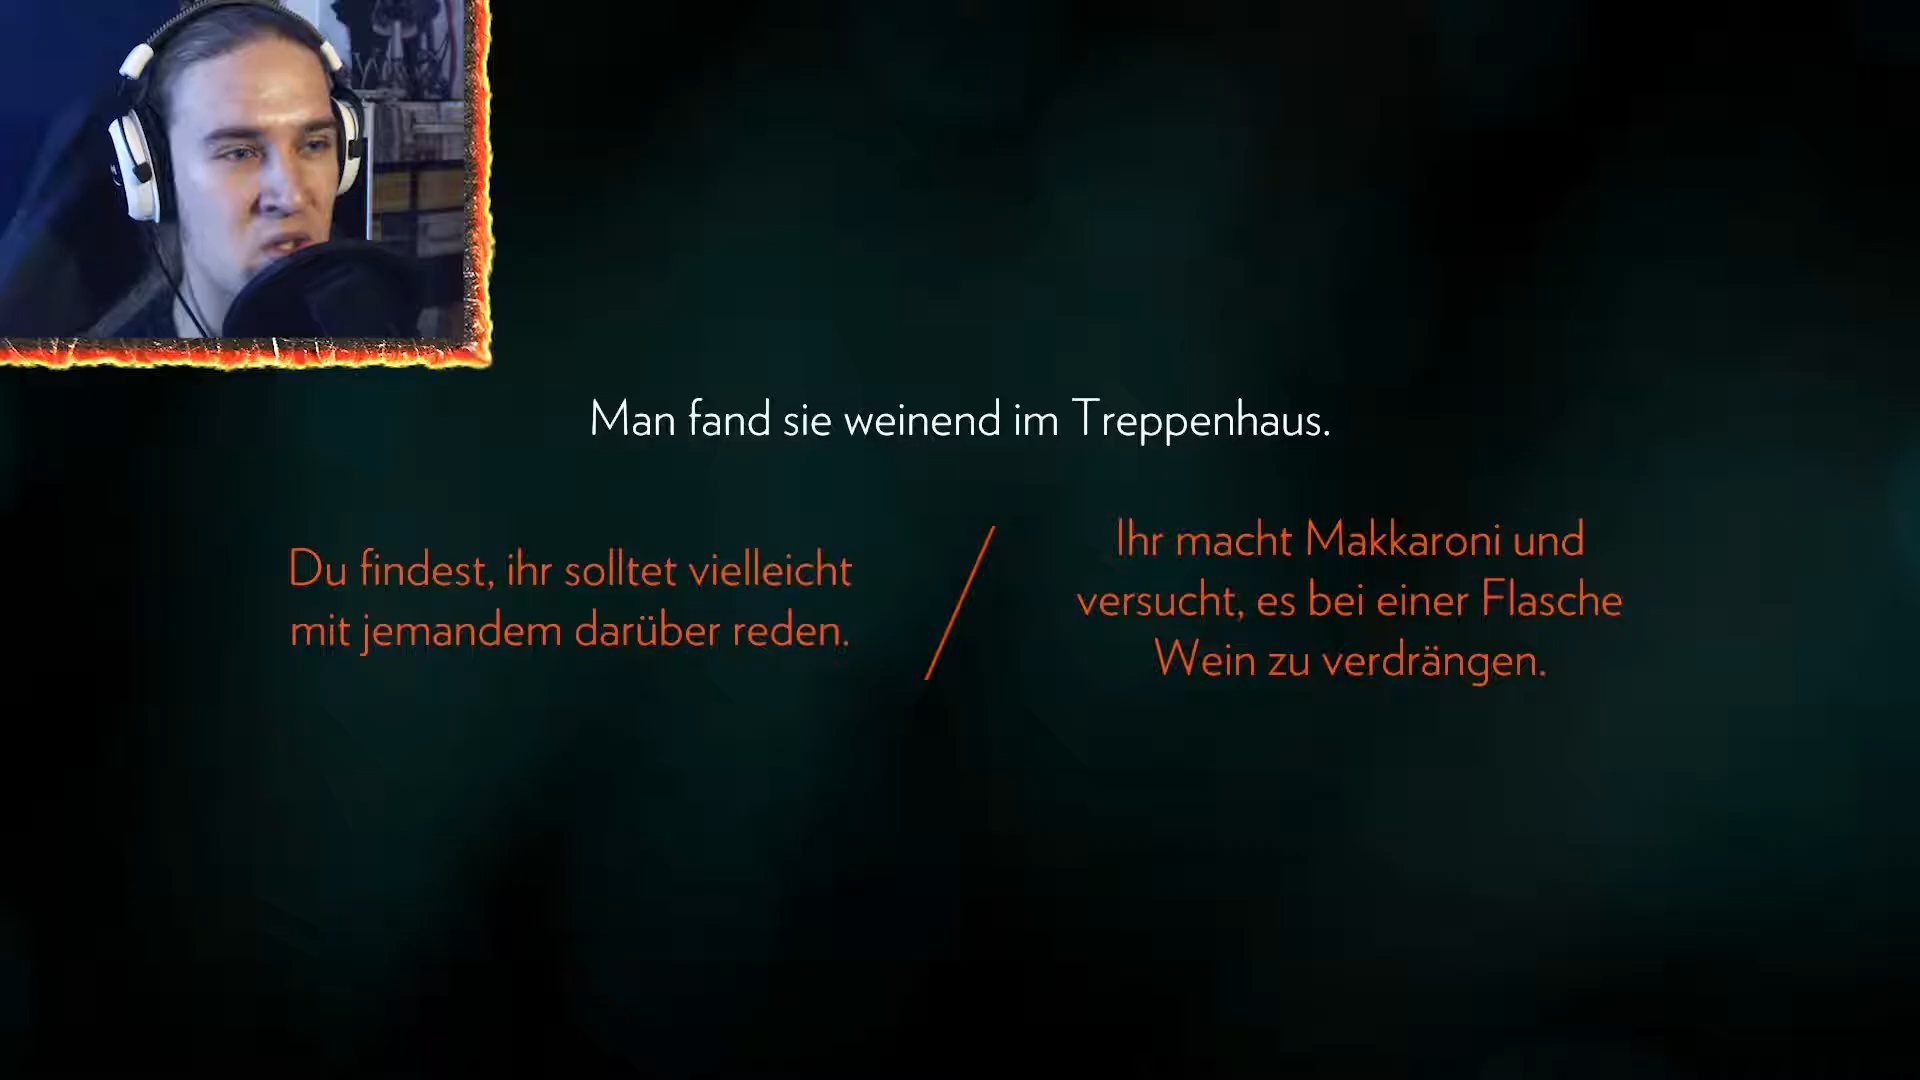 Man fand sie weinend im Treppenhaus.
Du findest, ihr solltet vielleicht
mit jemandem darüber reden.
Ihr macht Makkaroni und
versucht, es bei einer Flasche
Wein zu verdrängen.